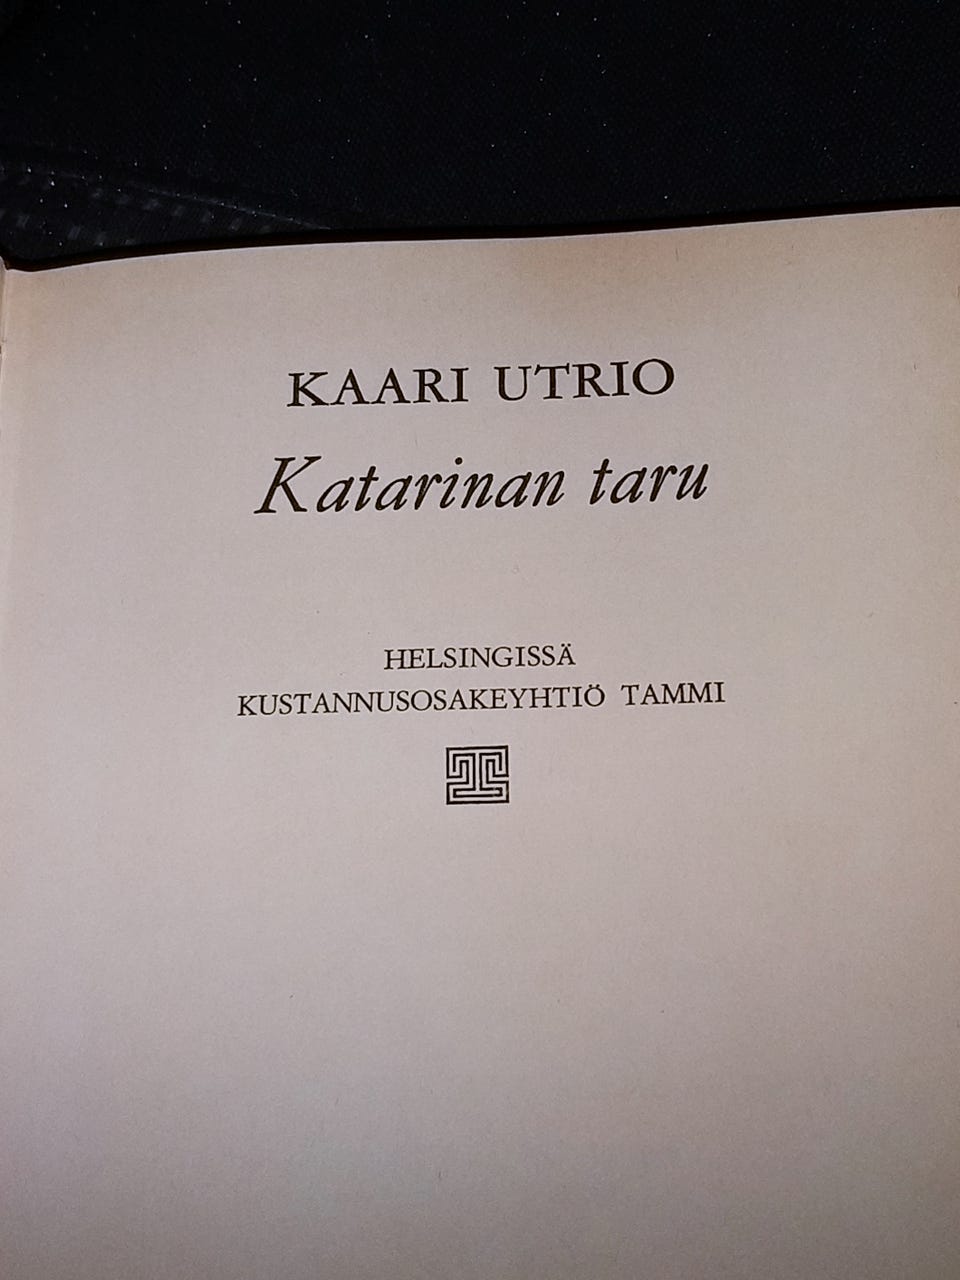 KAARI UTRIO
Katarinan taru
HELSINGISSÄ
KUSTANNUSOSAKEYHTIÖ TAMMI